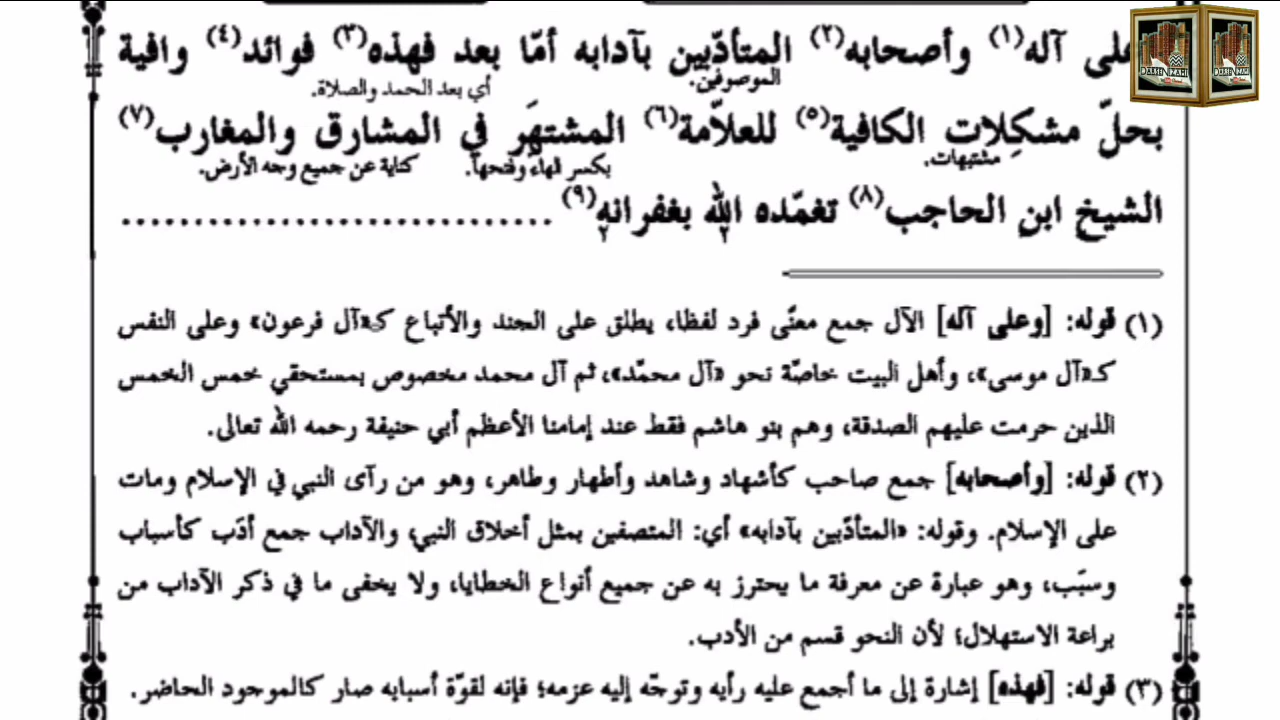 على آله(١) وأصحابه(٢) المتأدّبين بآدابه أمّا بعد فهذه(٣) فوائد(٤) وافية
الموصوفين. أي بعد الحمد والصلاة.
بحلّ مشكِلات الكافية(٥) للعلاّمة(٦) المشتهَر في المشارق والمغارب(٧)
مشتبهات. بكسر الهاء وفتحها. كناية عن جميع وجه الأرض.
الشيخ ابن الحاجب(٨) تغمّده الله بغفرانه(٩) ..............................
٢ ٢
(١) قوله: [وعلى آله] الآل جمع معنًى فرد لفظا، يطلق على الجند والأتباع كـ«آل فرعون» وعلى النفس
كـ«آل موسى»، وأهل البيت خاصّة نحو «آل محمّد»، ثم آل محمد مخصوص بمستحقي خمس الخمس
الذين حرمت عليهم الصدقة، وهم بنو هاشم فقط عند إمامنا الأعظم أبي حنيفة رحمه الله تعالى.
(٢) قوله: [وأصحابه] جمع صاحب كأشهاد وشاهد وأطهار وطاهر، وهو من رآى النبي في الإسلام ومات
على الإسلام. وقوله: «المتأدّبين بآدابه» أي: المتصفين بمثل أخلاق النبي، والآداب جمع أدَب كأسباب
وسبَب، وهو عبارة عن معرفة ما يحترز به عن جميع أنواع الخطايا، ولا يخفى ما في ذكر الآداب من
براعة الاستهلال؛ لأن النحو قسم من الأدب.
(٣) قوله: [فهذه] إشارة إلى ما أجمع عليه رأيه وتوجّه إليه عزمه؛ فإنه لقوّة أسبابه صار كالموجود الحاضر.